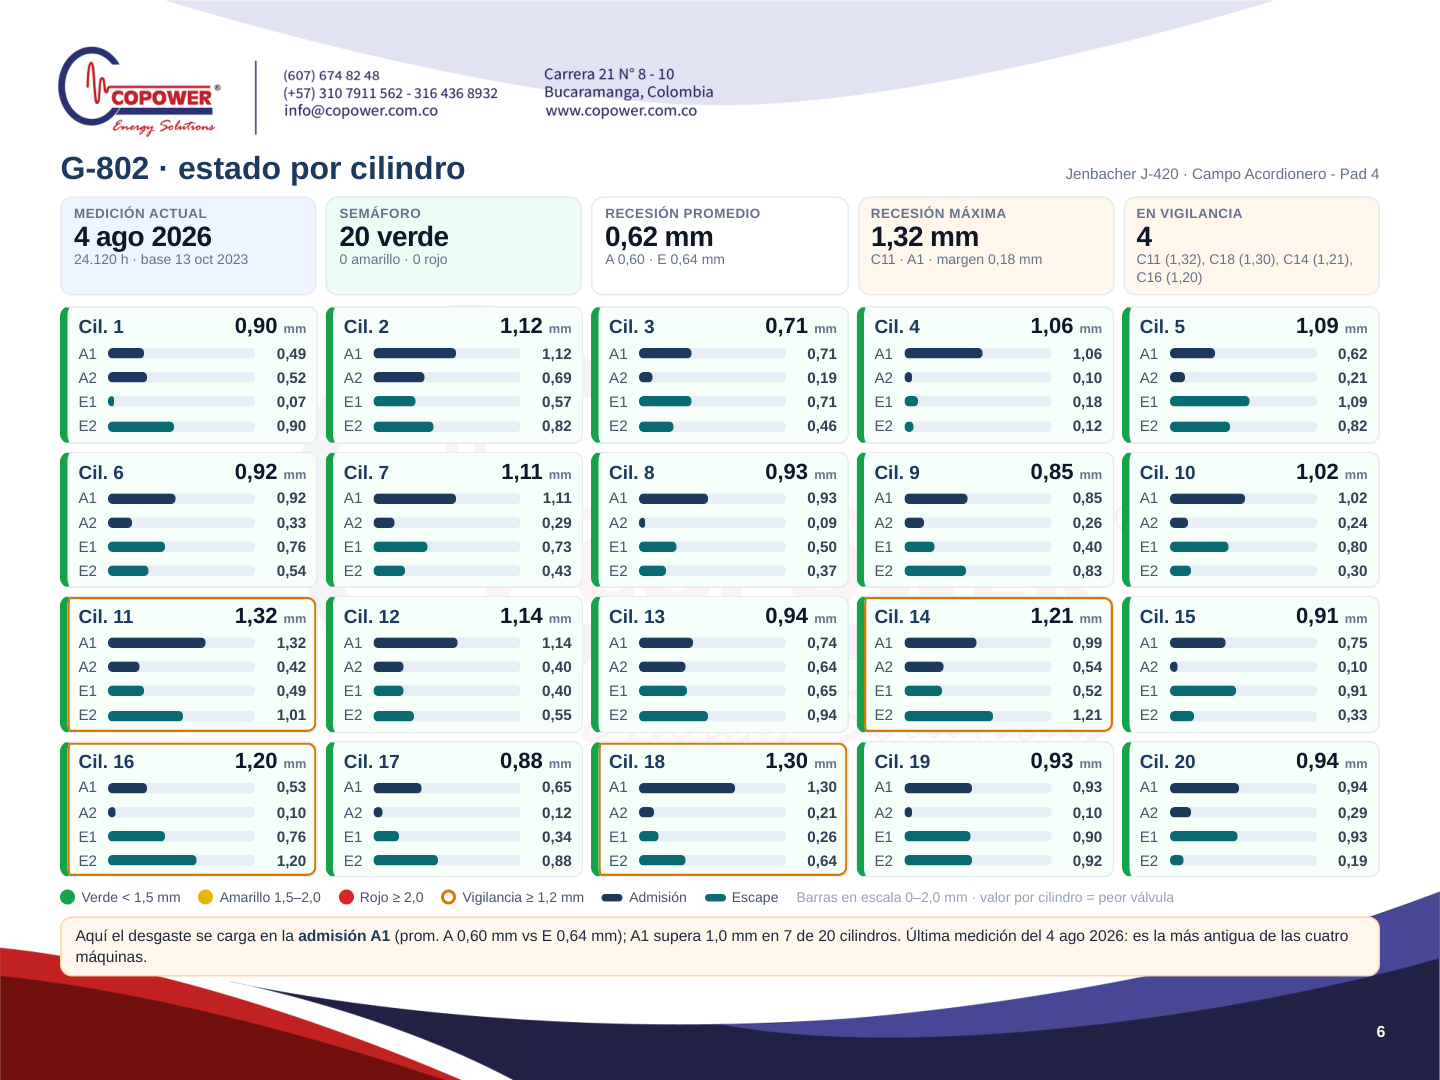 COPOWER®
Energy Solutions
(607) 674 82 48
(+57) 310 7911 562 - 316 436 8932
info@copower.com.co
Carrera 21 N° 8 - 10
Bucaramanga, Colombia
www.copower.com.co
G-802 · estado por cilindro
Jenbacher J-420 · Campo Acordionero - Pad 4
MEDICIÓN ACTUAL
4 ago 2026
24.120 h · base 13 oct 2023
SEMÁFORO
20 verde
0 amarillo · 0 rojo
RECESIÓN PROMEDIO
0,62 mm
A 0,60 · E 0,64 mm
RECESIÓN MÁXIMA
1,32 mm
C11 · A1 · margen 0,18 mm
EN VIGILANCIA
4
C11 (1,32), C18 (1,30), C14 (1,21),
C16 (1,20)
Cil. 1 0,90 mm
A1 0,49
A2 0,52
E1 0,07
E2 0,90
Cil. 2 1,12 mm
A1 1,12
A2 0,69
E1 0,57
E2 0,82
Cil. 3 0,71 mm
A1 0,71
A2 0,19
E1 0,71
E2 0,46
Cil. 4 1,06 mm
A1 1,06
A2 0,10
E1 0,18
E2 0,12
Cil. 5 1,09 mm
A1 0,62
A2 0,21
E1 1,09
E2 0,82
Cil. 6 0,92 mm
A1 0,92
A2 0,33
E1 0,76
E2 0,54
Cil. 7 1,11 mm
A1 1,11
A2 0,29
E1 0,73
E2 0,43
Cil. 8 0,93 mm
A1 0,93
A2 0,09
E1 0,50
E2 0,37
Cil. 9 0,85 mm
A1 0,85
A2 0,26
E1 0,40
E2 0,83
Cil. 10 1,02 mm
A1 1,02
A2 0,24
E1 0,80
E2 0,30
Cil. 11 1,32 mm
A1 1,32
A2 0,42
E1 0,49
E2 1,01
Cil. 12 1,14 mm
A1 1,14
A2 0,40
E1 0,40
E2 0,55
Cil. 13 0,94 mm
A1 0,74
A2 0,64
E1 0,65
E2 0,94
Cil. 14 1,21 mm
A1 0,99
A2 0,54
E1 0,52
E2 1,21
Cil. 15 0,91 mm
A1 0,75
A2 0,10
E1 0,91
E2 0,33
Cil. 16 1,20 mm
A1 0,53
A2 0,10
E1 0,76
E2 1,20
Cil. 17 0,88 mm
A1 0,65
A2 0,12
E1 0,34
E2 0,88
Cil. 18 1,30 mm
A1 1,30
A2 0,21
E1 0,26
E2 0,64
Cil. 19 0,93 mm
A1 0,93
A2 0,10
E1 0,90
E2 0,92
Cil. 20 0,94 mm
A1 0,94
A2 0,29
E1 0,93
E2 0,19
Verde < 1,5 mm Amarillo 1,5–2,0 Rojo ≥ 2,0 Vigilancia ≥ 1,2 mm Admisión Escape Barras en escala 0–2,0 mm · valor por cilindro = peor válvula
Aquí el desgaste se carga en la admisión A1 (prom. A 0,60 mm vs E 0,64 mm); A1 supera 1,0 mm en 7 de 20 cilindros. Última medición del 4 ago 2026: es la más antigua de las cuatro
máquinas.
6